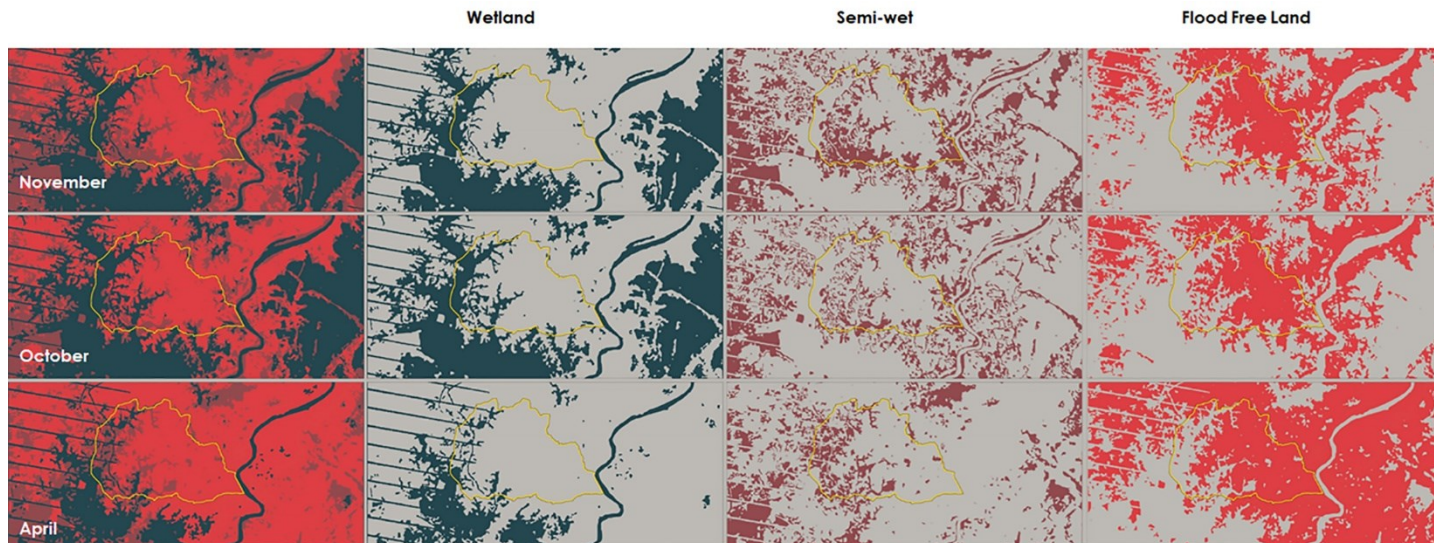 Wetland
Semi-wet
Flood Free Land
November
October
April